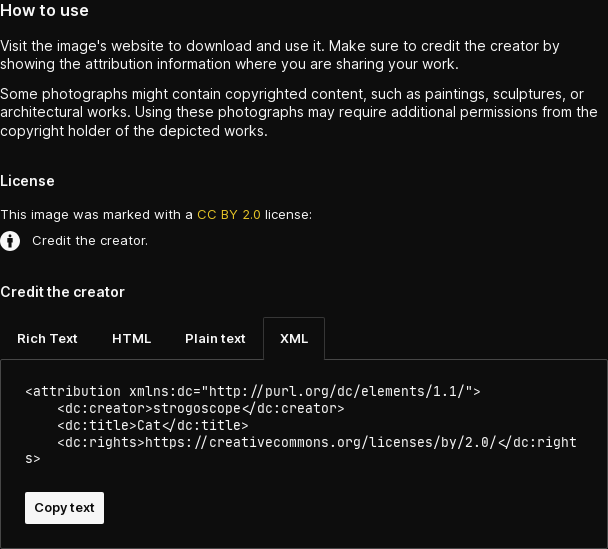 How to use
Visit the image's website to download and use it. Make sure to credit the creator by
showing the attribution information where you are sharing your work.
Some photographs might contain copyrighted content, such as paintings, sculptures, or
architectural works. Using these photographs may require additional permissions from the
copyright holder of the depicted works.
License
This image was marked with a CC BY 2.0 license:
Credit the creator.
Credit the creator
Rich Text HTML Plain text XML
<attribution xmlns:dc="http://purl.org/dc/elements/1.1/">
    <dc:creator>strogoscope</dc:creator>
    <dc:title>Cat</dc:title>
    <dc:rights>https://creativecommons.org/licenses/by/2.0/</dc:right
s>
Copy text